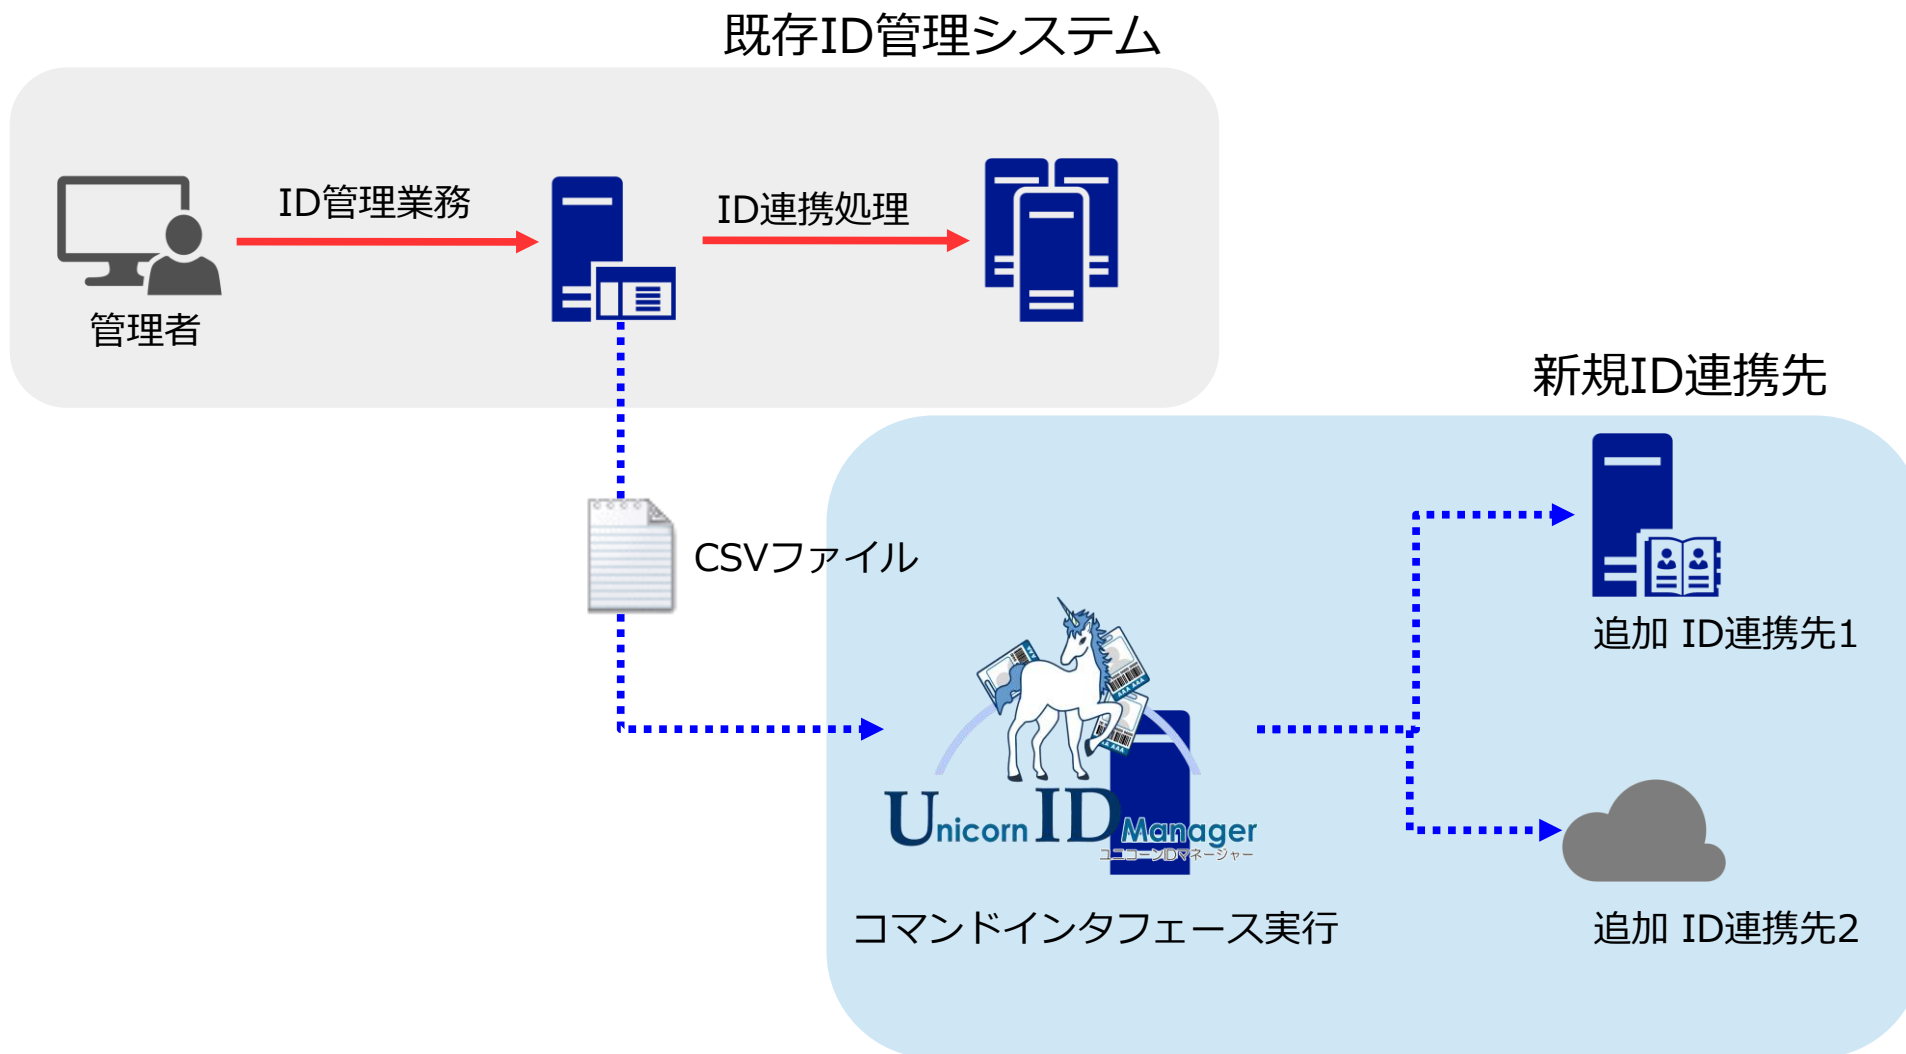 既存ID管理システム
ID管理業務
ID連携処理
管理者
新規ID連携先
CSVファイル
追加 ID連携先1
Unicorn ID Manager
ユニコーンIDマネージャー
コマンドインタフェース実行
追加 ID連携先2